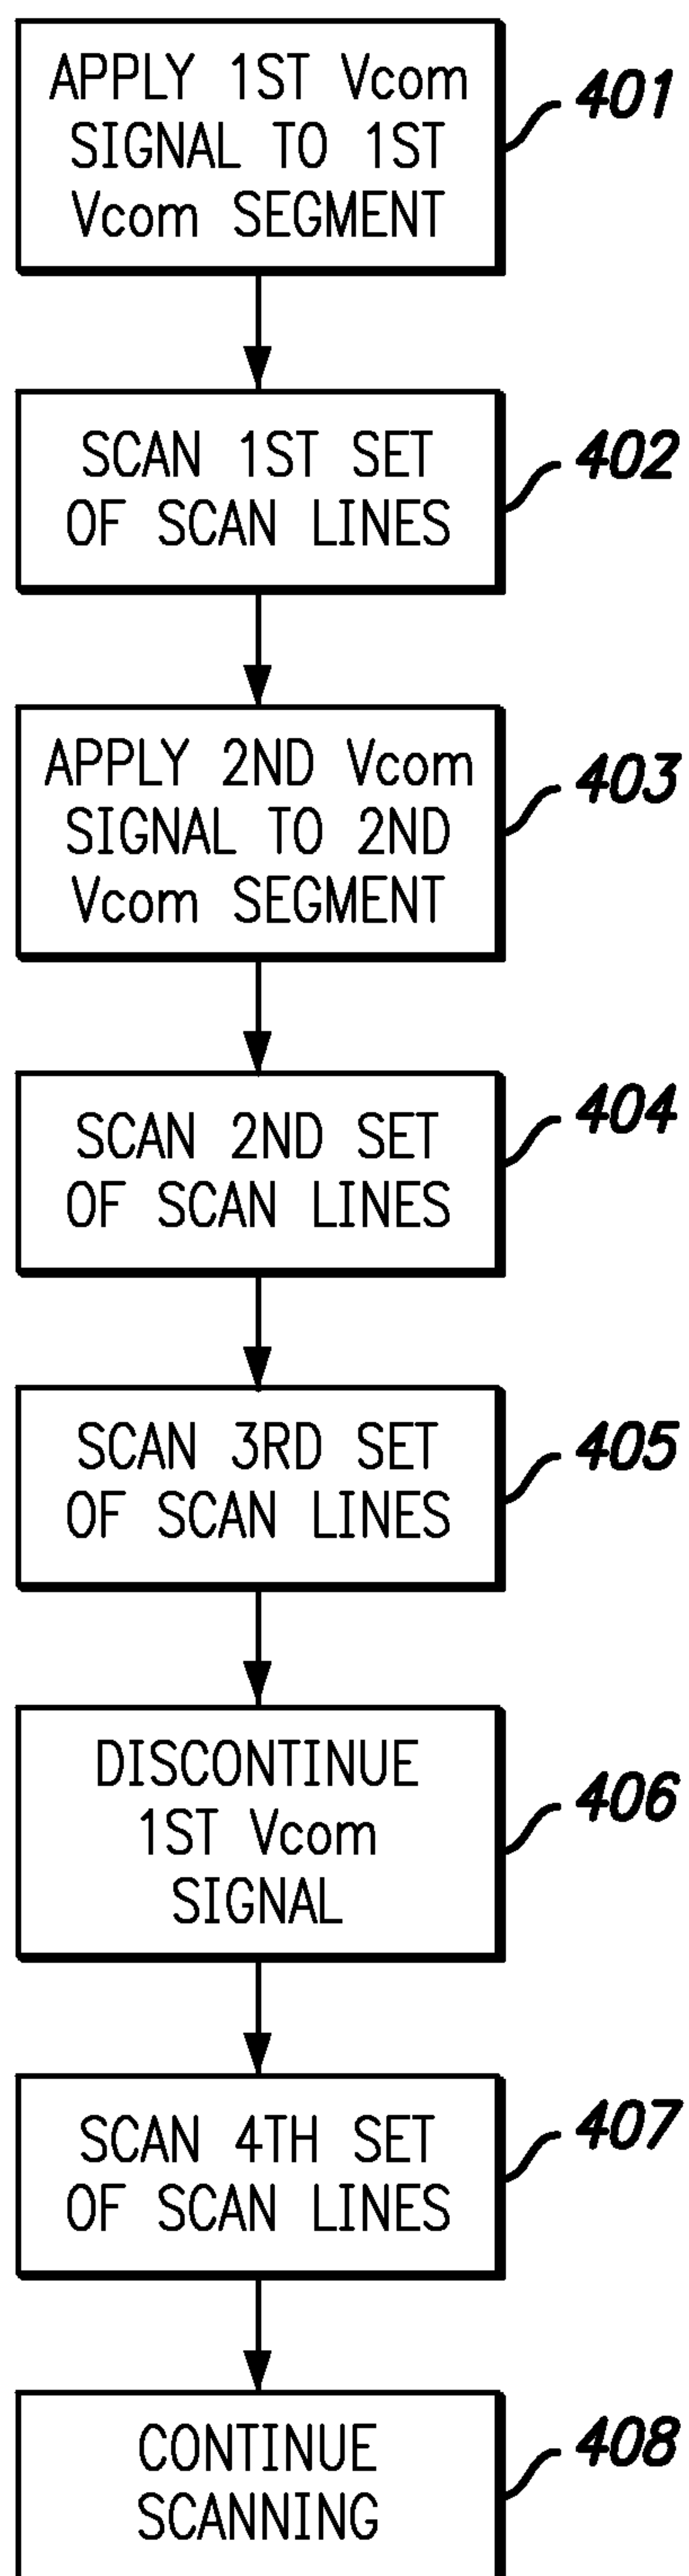 APPLY 1ST Vcom
SIGNAL TO 1ST
Vcom SEGMENT
401
SCAN 1ST SET
OF SCAN LINES
402
APPLY 2ND Vcom
SIGNAL TO 2ND
Vcom SEGMENT
403
SCAN 2ND SET
OF SCAN LINES
404
SCAN 3RD SET
OF SCAN LINES
405
DISCONTINUE
1ST Vcom
SIGNAL
406
SCAN 4TH SET
OF SCAN LINES
407
CONTINUE
SCANNING
408